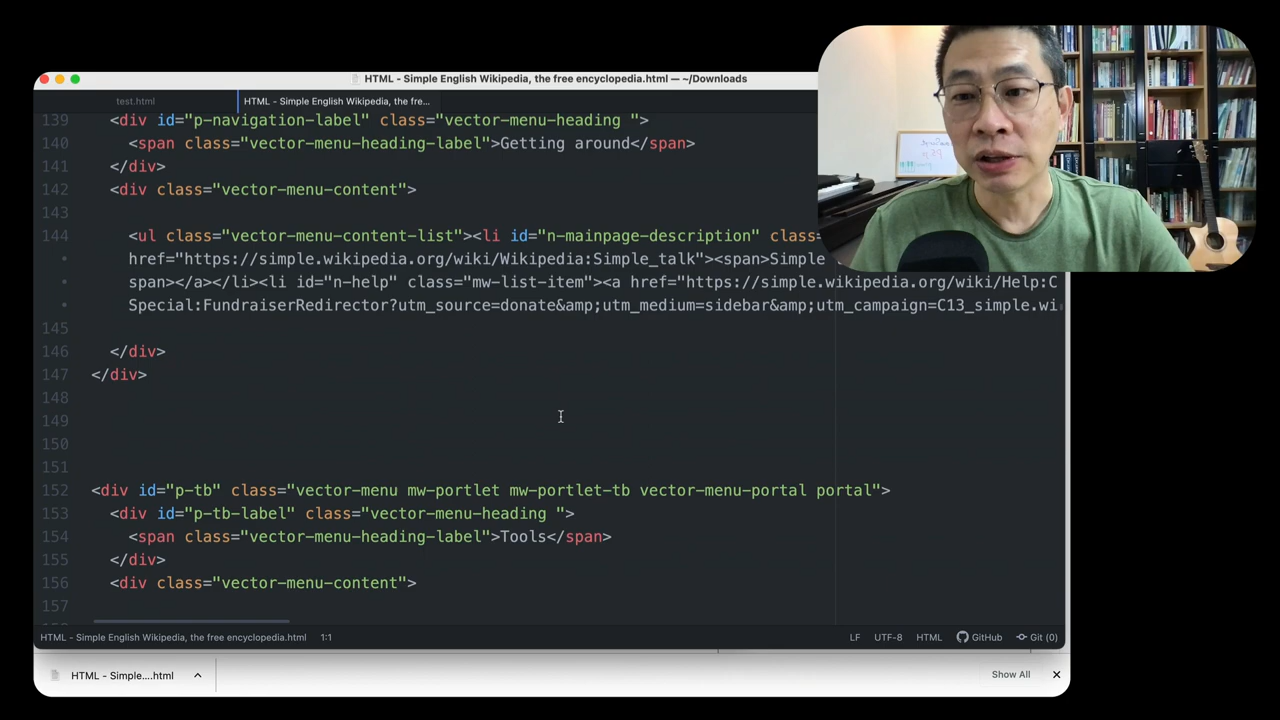 HTML - Simple English Wikipedia, the free encyclopedia.html — ~/Downloads
test.html
HTML - Simple English Wikipedia, the fre...
139 <div id="p-navigation-label" class="vector-menu-heading ">
140 <span class="vector-menu-heading-label">Getting around</span>
141 </div>
142 <div class="vector-menu-content">
143
144 <ul class="vector-menu-content-list"><li id="n-mainpage-description" class=
• href="https://simple.wikipedia.org/wiki/Wikipedia:Simple_talk"><span>Simple
• span></a></li><li id="n-help" class="mw-list-item"><a href="https://simple.wikipedia.org/wiki/Help:C
• Special:FundraiserRedirector?utm_source=donate&amp;utm_medium=sidebar&amp;utm_campaign=C13_simple.wi
145
146 </div>
147 </div>
148
149
150
151
152 <div id="p-tb" class="vector-menu mw-portlet mw-portlet-tb vector-menu-portal portal">
153 <div id="p-tb-label" class="vector-menu-heading ">
154 <span class="vector-menu-heading-label">Tools</span>
155 </div>
156 <div class="vector-menu-content">
157
HTML - Simple English Wikipedia, the free encyclopedia.html 1:1 LF UTF-8 HTML GitHub Git (0)
HTML - Simple....html
Show All